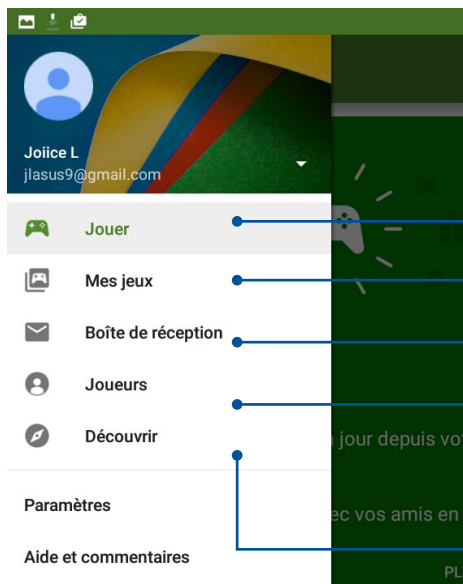 Joiice L
jlasus9@gmail.com
Jouer
Mes jeux
Boîte de réception
Joueurs
Découvrir
jour depuis vot
ec vos amis en
Paramètres
Aide et commentaires
PL